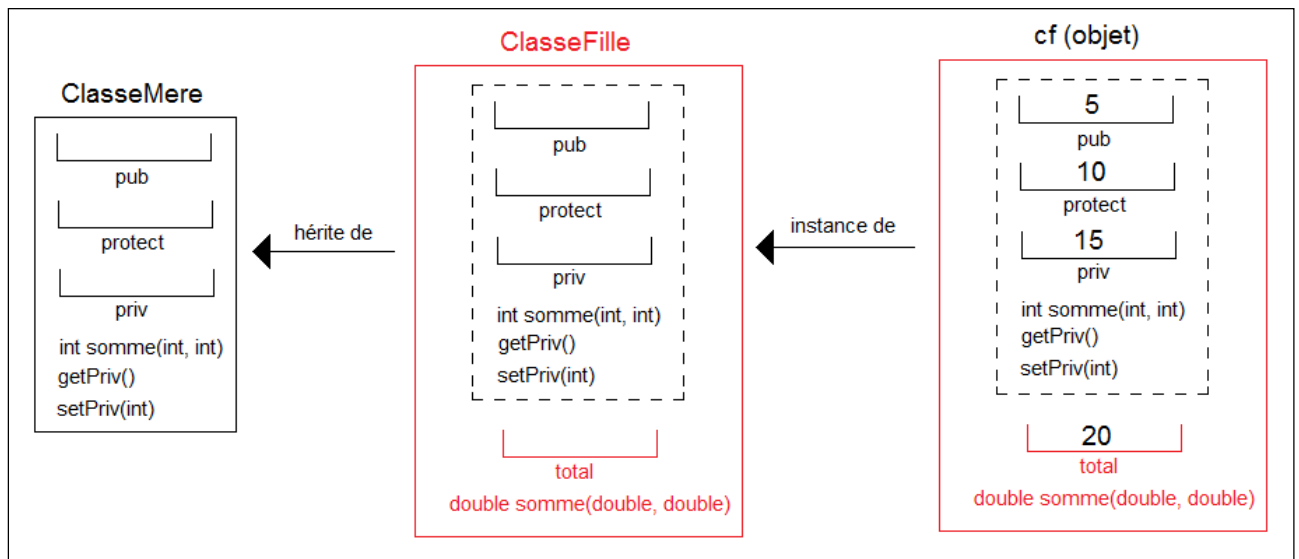 ClasseMere
pub
protect
priv
int somme(int, int)
getPriv()
setPriv(int)
hérite de
ClasseFille
pub
protect
priv
int somme(int, int)
getPriv()
setPriv(int)
total
double somme(double, double)
instance de
cf (objet)
5
pub
10
protect
15
priv
int somme(int, int)
getPriv()
setPriv(int)
20
total
double somme(double, double)